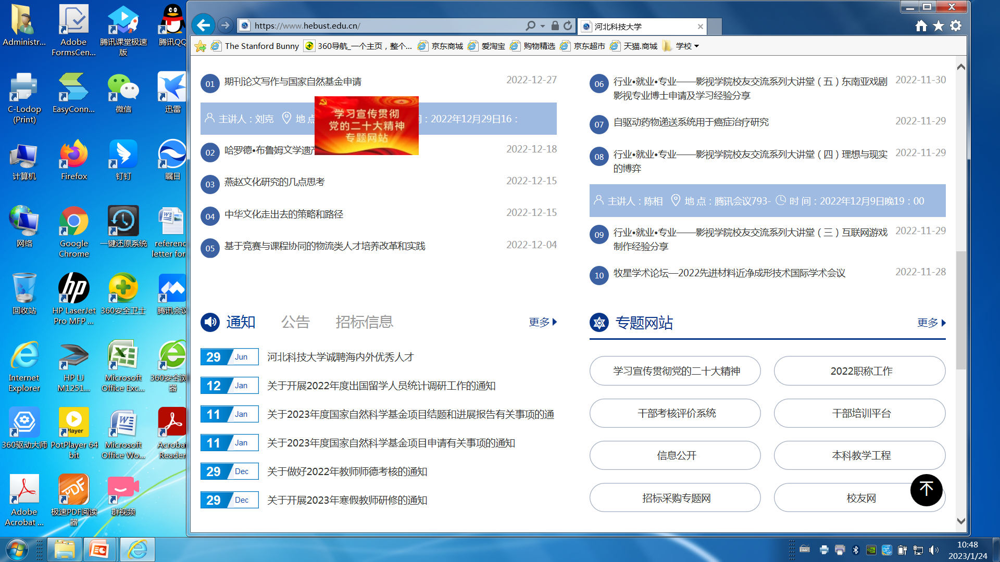 Administr...
Adobe FormsCen...
腾讯课堂极速版
腾讯QQ
C-Lodop (Print)
EasyConn...
微信
迅雷
计算机
Firefox
钉钉
瞩目
网络
Google Chrome
一键还原系统
referenc
letter for
回收站
HP LaserJet Pro MFP ...
360安全卫士
腾讯会议
Internet Explorer
HP LJ M1251...
Microsoft Office Exc...
360安全浏
器
360驱动大师
PotPlayer 64 bit
Microsoft Office Wo...
Acrobat
Reader
Adobe Acrobat ...
极速PDF阅读器
群视频
https://www.hebust.edu.cn/
河北科技大学
The Stanford Bunny
360导航_一个主页，整个...
京东商城
爱淘宝
购物精选
京东超市
天猫.商城
学校
01 期刊论文写作与国家自然基金申请 2022-12-27
主讲人：刘克 地 点
间：2022年12月29日16：
学习宣传贯彻
党的二十大精神
专题网站
02 哈罗德•布鲁姆文学遗产 2022-12-18
03 燕赵文化研究的几点思考 2022-12-15
04 中华文化走出去的策略和路径 2022-12-15
05 基于竞赛与课程协同的物流类人才培养改革和实践 2022-12-04
06 行业•就业•专业——影视学院校友交流系列大讲堂（五）东南亚戏剧 2022-11-30
影视专业博士申请及学习经验分享
07 自驱动药物递送系统用于癌症治疗研究 2022-11-29
08 行业•就业•专业——影视学院校友交流系列大讲堂（四）理想与现实 2022-11-29
的博弈
主讲人：陈相 地 点：腾讯会议793- 时 间：2022年12月9日晚19：00
09 行业•就业•专业——影视学院校友交流系列大讲堂（三）互联网游戏 2022-11-29
制作经验分享
10 牧星学术论坛—2022先进材料近净成形技术国际学术会议 2022-11-28
通知 公告 招标信息 更多
29 Jun 河北科技大学诚聘海内外优秀人才
12 Jan 关于开展2022年度出国留学人员统计调研工作的通知
11 Jan 关于2023年度国家自然科学基金项目结题和进展报告有关事项的通
11 Jan 关于2023年度国家自然科学基金项目申请有关事项的通知
29 Dec 关于做好2022年教师师德考核的通知
29 Dec 关于开展2023年寒假教师研修的通知
专题网站 更多
学习宣传贯彻党的二十大精神
2022职称工作
干部考核评价系统
干部培训平台
信息公开
本科教学工程
招标采购专题网
校友网
10:48
2023/1/24